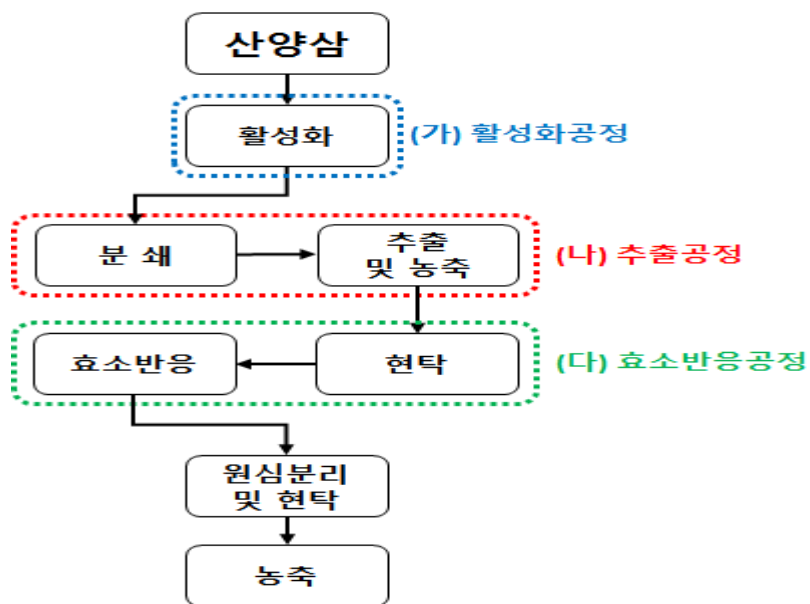 산양삼
활성화
(가) 활성화공정
분 쇄
추출
및 농축
(나) 추출공정
효소반응
현탁
(다) 효소반응공정
원심분리
및 현탁
농축